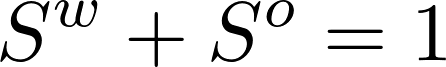 $S^w + S^o = 1$